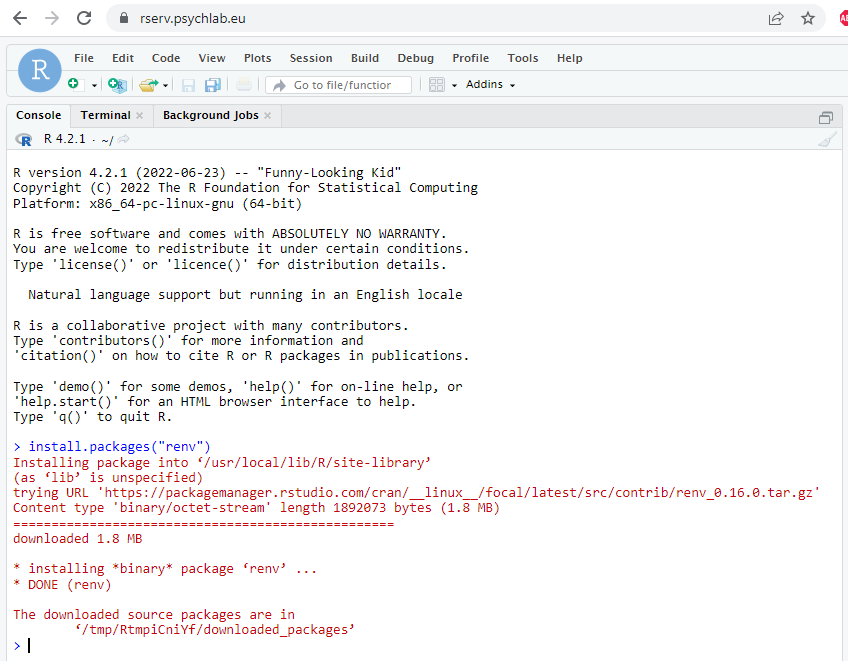 rserv.psychlab.eu
R
File Edit Code View Plots Session Build Debug Profile Tools Help
R Go to file/functior Addins
Console Terminal × Background Jobs ×
R R 4.2.1 · ~/
R version 4.2.1 (2022-06-23) -- "Funny-Looking Kid"
Copyright (C) 2022 The R Foundation for Statistical Computing
Platform: x86_64-pc-linux-gnu (64-bit)
R is free software and comes with ABSOLUTELY NO WARRANTY.
You are welcome to redistribute it under certain conditions.
Type 'license()' or 'licence()' for distribution details.
Natural language support but running in an English locale
R is a collaborative project with many contributors.
Type 'contributors()' for more information and
'citation()' on how to cite R or R packages in publications.
Type 'demo()' for some demos, 'help()' for on-line help, or
'help.start()' for an HTML browser interface to help.
Type 'q()' to quit R.
> install.packages("renv")
Installing package into ‘/usr/local/lib/R/site-library’
(as ‘lib’ is unspecified)
trying URL 'https://packagemanager.rstudio.com/cran/__linux__/focal/latest/src/contrib/renv_0.16.0.tar.gz'
Content type 'binary/octet-stream' length 1892073 bytes (1.8 MB)
==================================================
downloaded 1.8 MB
* installing *binary* package ‘renv’ ...
* DONE (renv)
The downloaded source packages are in
‘/tmp/RtmpiCniYf/downloaded_packages’
>